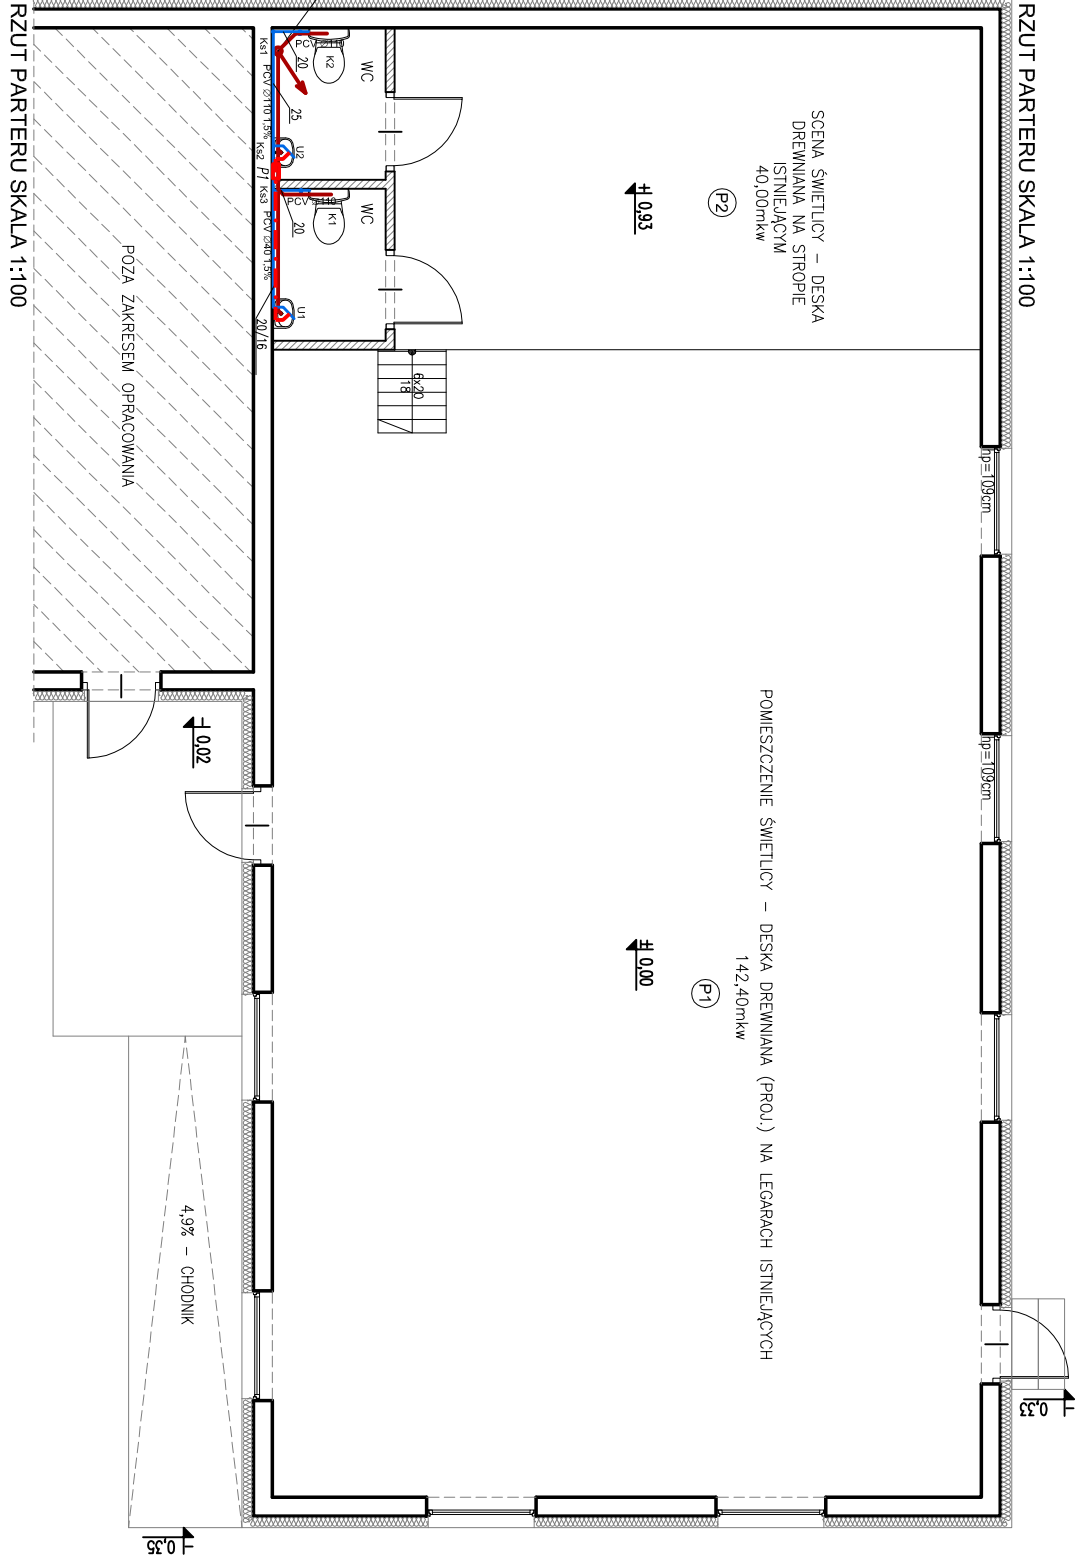 RZUT PARTERU SKALA 1:100
SCENA ŚWIETLICY – DESKA
DREWNIANA NA STROPIE
ISTNIEJĄCYM
40,00mkw
P2
± 0,93
WC
K2
PCV Ø110
20
25
Ks1 PCV Ø110 1,5% Ks2 P1 Ks3 PCV Ø40 1,5%
U2
WC
K1
PCV Ø110
20
U1
20/16
6x20
18
hp=109cm
hp=109cm
POZA ZAKRESEM OPRACOWANIA
POMIESZCZENIE ŚWIETLICY – DESKA DREWNIANA (PROJ.) NA LEGARACH ISTNIEJĄCYCH
142,40mkw
P1
± 0,00
0,02
4,9% – CHODNIK
0,33
0,35
RZUT PARTERU SKALA 1:100